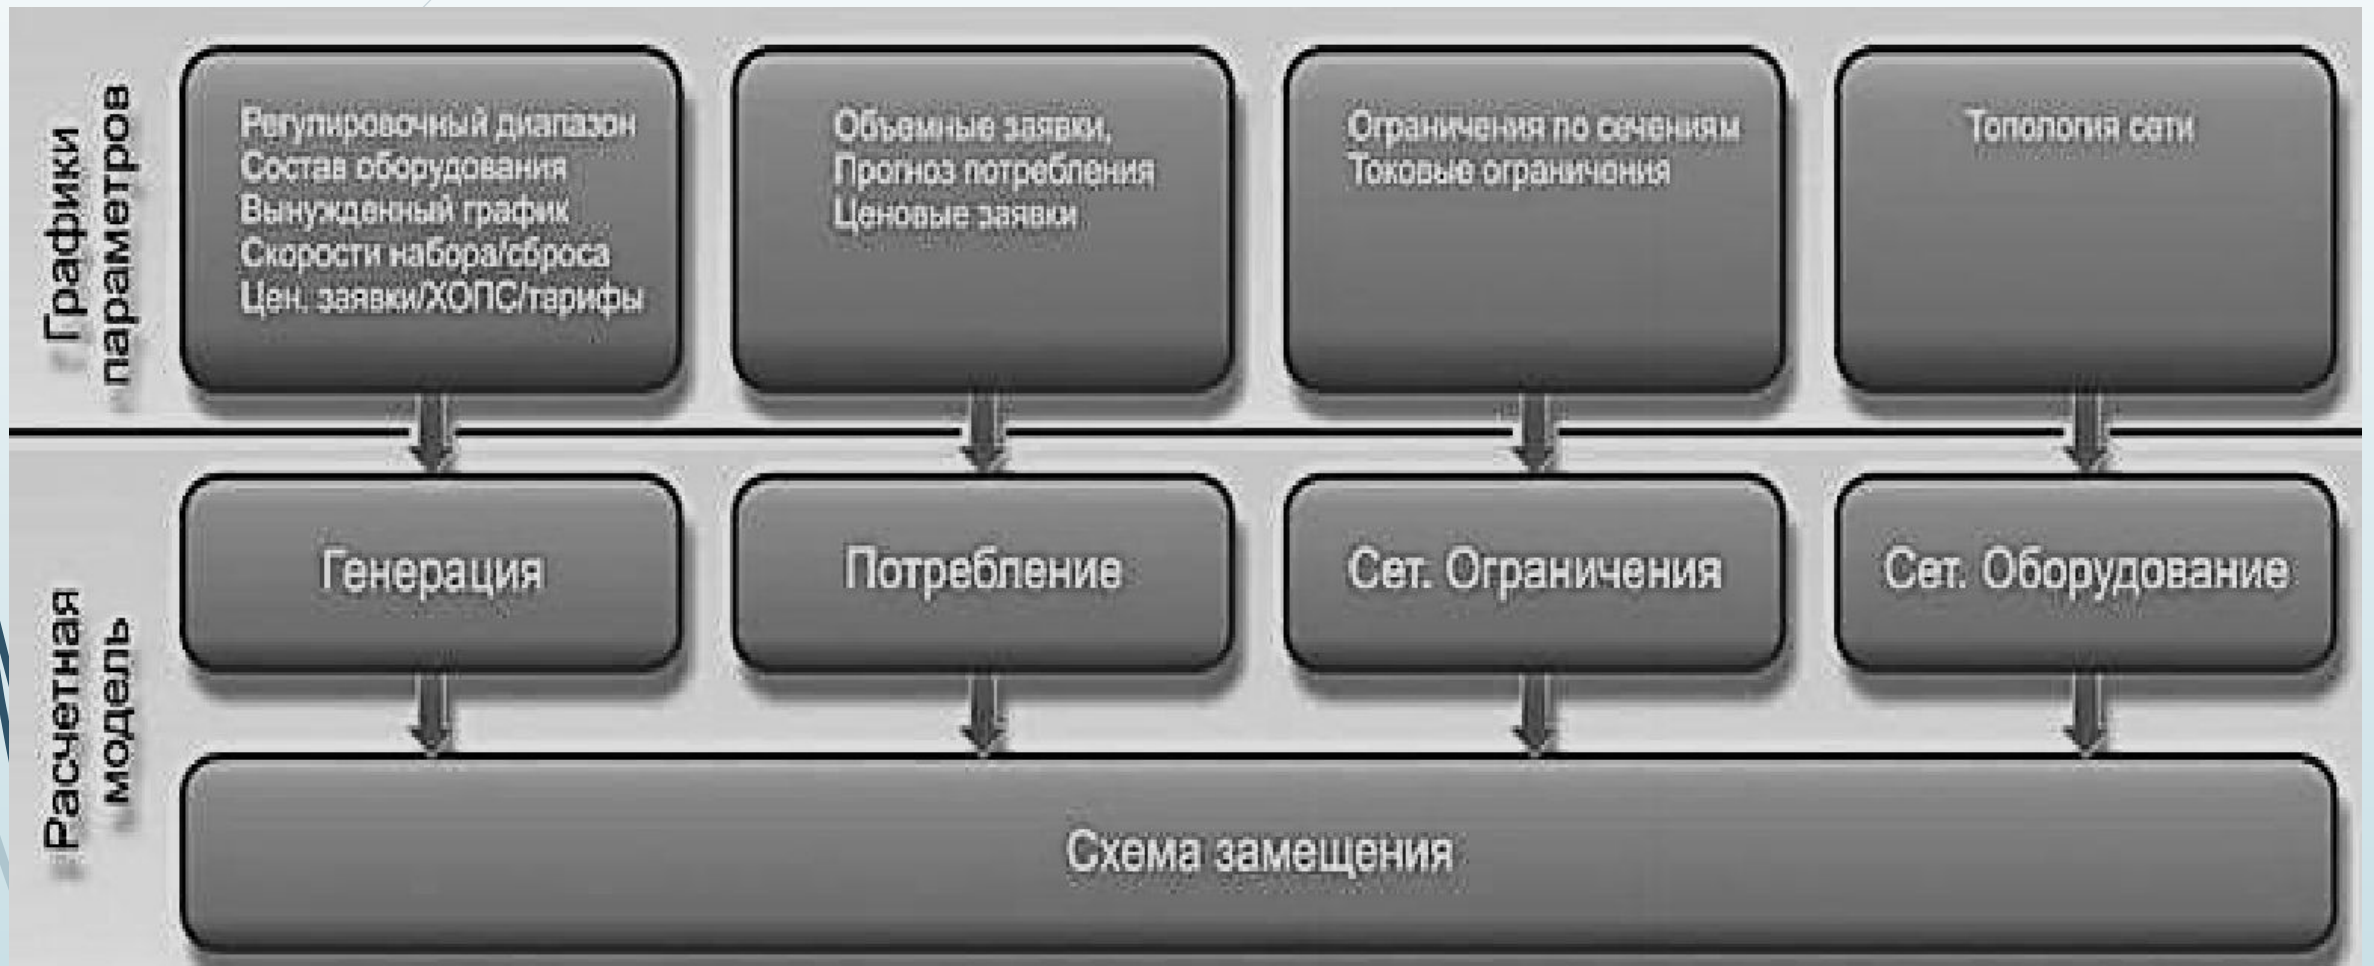 Графики
параметров
Регулировочный диапазон
Состав оборудования
Вынужденный график
Скорости набора/сброса
Цен. заявки/ХОПС/тарифы
Объемные заявки,
Прогноз потребления
Ценовые заявки
Ограничения по сечениям
Токовые ограничения
Топология сети
Расчетная
модель
Генерация
Потребление
Сет. Ограничения
Сет. Оборудование
Схема замещения